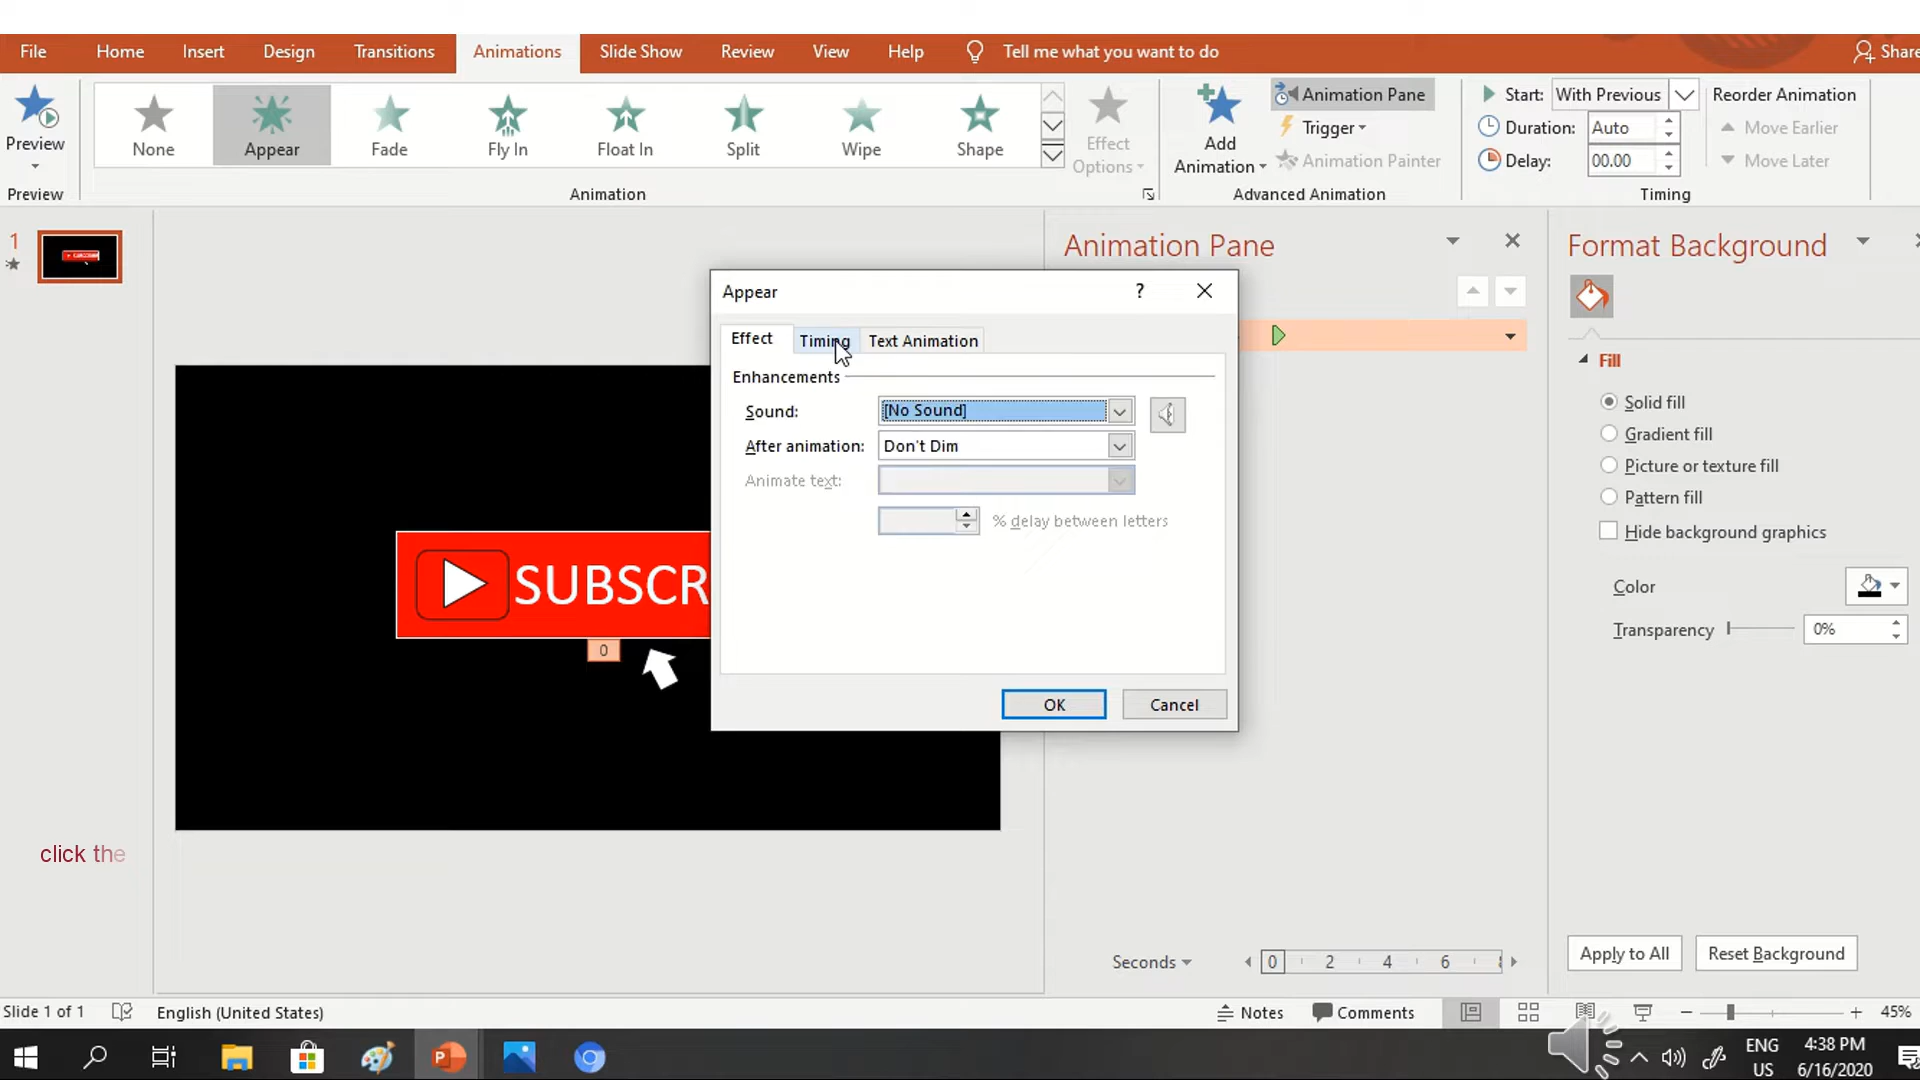 File Home Insert Design Transitions Animations Slide Show Review View Help Tell me what you want to do Share
Preview
None Appear Fade Fly In Float In Split Wipe Shape
Effect Options
Add Animation
Animation Pane
Trigger
Animation Painter
Start: With Previous
Duration: Auto
Delay: 00.00
Reorder Animation
Move Earlier
Move Later
Preview Animation Advanced Animation Timing
1
Animation Pane
Format Background
Appear ?
Effect Timing Text Animation
Enhancements
Sound: [No Sound]
After animation: Don't Dim
Animate text:
% delay between letters
OK Cancel
SUBSCR
0
Fill
Solid fill
Gradient fill
Picture or texture fill
Pattern fill
Hide background graphics
Color
Transparency 0%
click the
Seconds 0 2 4 6
Apply to All Reset Background
Slide 1 of 1 English (United States) Notes Comments 45%
ENG 4:38 PM
US 6/16/2020